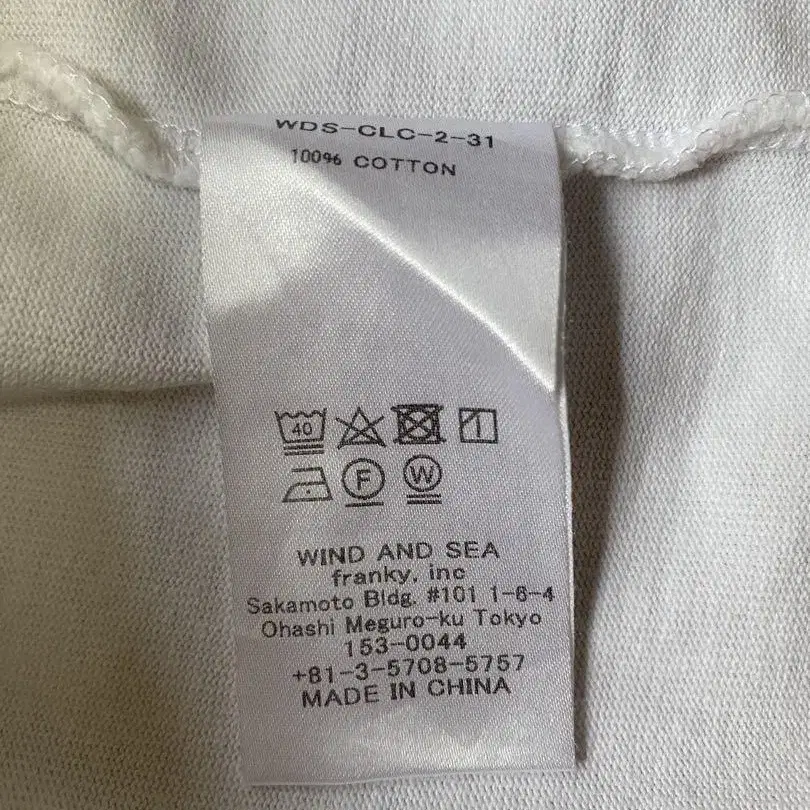 WDS-CLC-2-31
100% COTTON
40
F W
WIND AND SEA
franky, inc
Sakamoto Bldg. #101 1-6-4
Ohashi Meguro-ku Tokyo
153-0044
+81-3-5708-5757
MADE IN CHINA